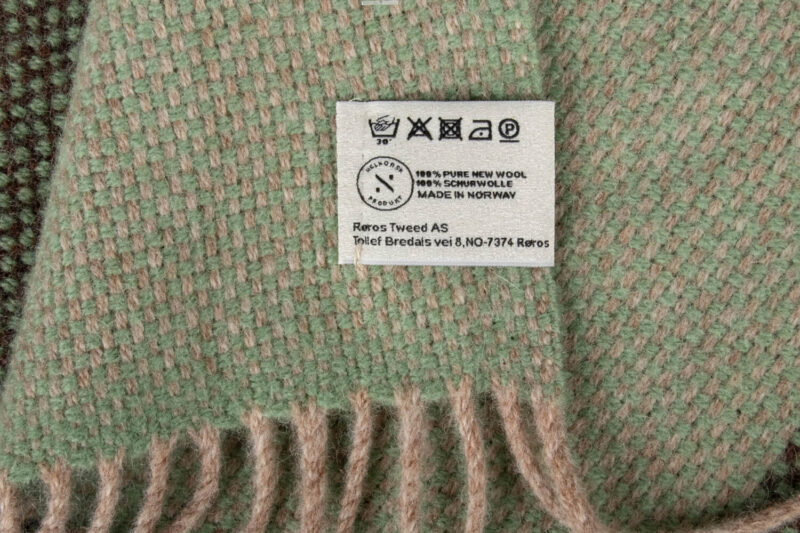 30°
P
HELNORSK
PRODUKT
100% PURE NEW WOOL
100% SCHURWOLLE
MADE IN NORWAY
Røros Tweed AS
Tollef Bredals vei 8,NO-7374 Røros